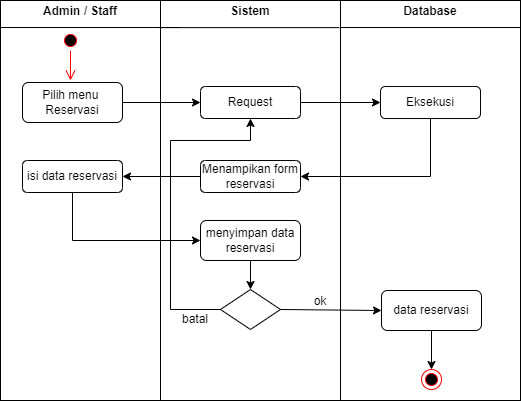 Admin / Staff
Sistem
Database
Pilih menu
Reservasi
Request
Eksekusi
isi data reservasi
Menampikan form
reservasi
menyimpan data
reservasi
batal
ok
data reservasi